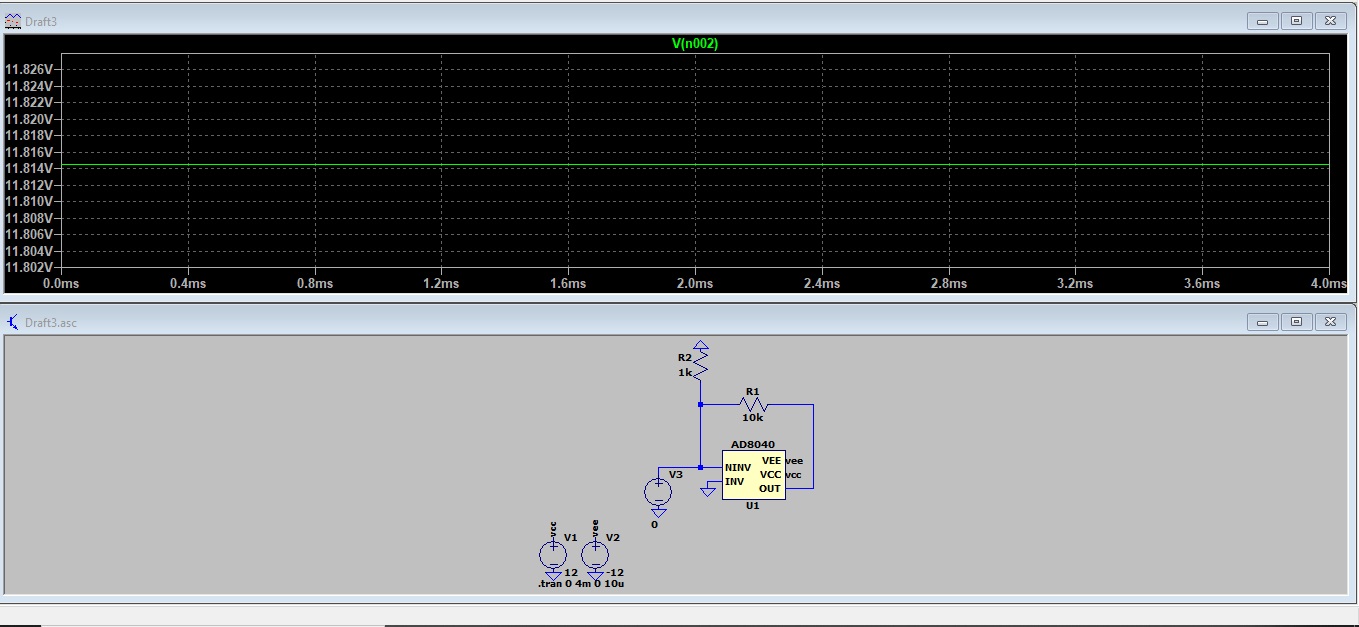 Draft3
V(n002)
11.826V
11.824V
11.822V
11.820V
11.818V
11.816V
11.814V
11.812V
11.810V
11.808V
11.806V
11.804V
11.802V
0.0ms 0.4ms 0.8ms 1.2ms 1.6ms 2.0ms 2.4ms 2.8ms 3.2ms 3.6ms 4.0ms
Draft3.asc
R2
1k
R1
10k
AD8040
NINV VEE vee
INV VCC vcc
OUT
U1
V3
0
vcc V1
12
vee V2
-12
.tran 0 4m 0 10u